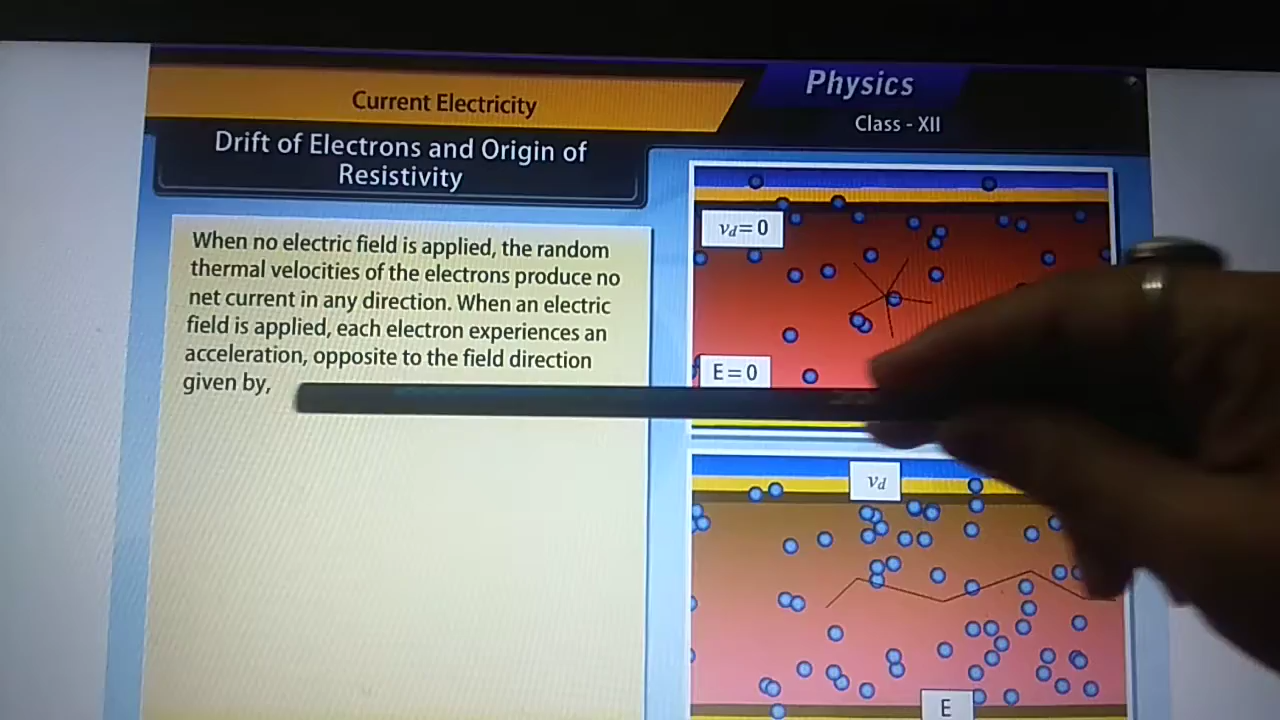 Physics
Current Electricity
Class - XII
Drift of Electrons and Origin of
Resistivity
When no electric field is applied, the random
thermal velocities of the electrons produce no
net current in any direction. When an electric
field is applied, each electron experiences an
acceleration, opposite to the field direction
given by,
vd = 0
E = 0
vd
E